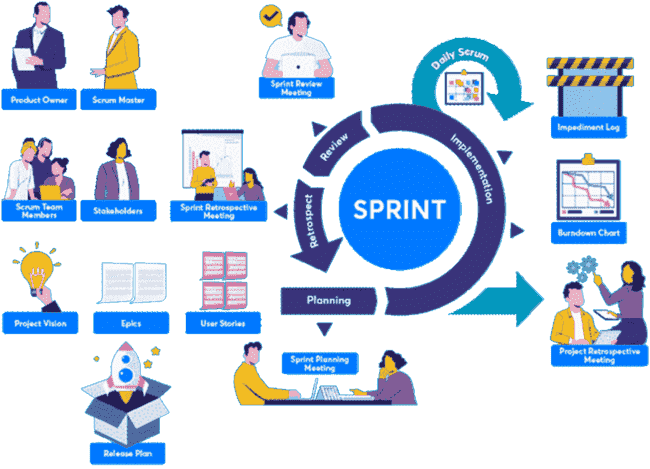 Product Owner
Scrum Master
Sprint Review
Meeting
Daily Scrum
Impediment Log
Scrum Team
Members
Stakeholders
Sprint Retrospective
Meeting
Review
Implementation
Retrospect
SPRINT
Burndown Chart
Project Vision
Epics
User Stories
Planning
Sprint Planning
Meeting
Project Retrospective
Meeting
Release Plan